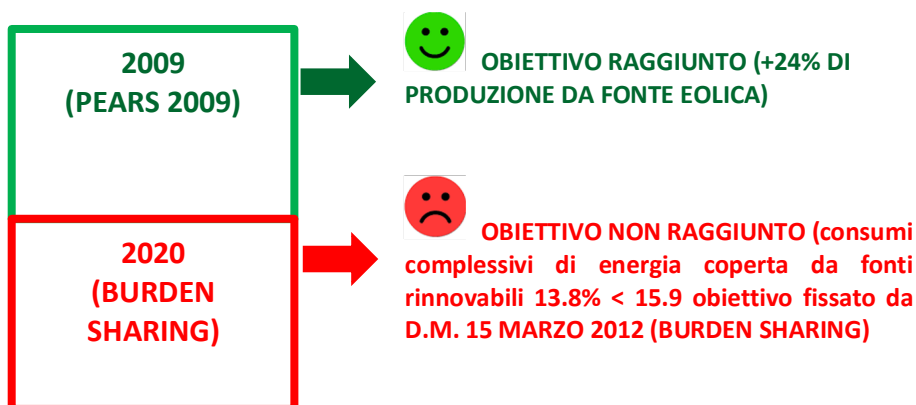 2009
(PEARS 2009)
OBIETTIVO RAGGIUNTO (+24% DI
PRODUZIONE DA FONTE EOLICA)
2020
(BURDEN
SHARING)
OBIETTIVO NON RAGGIUNTO (consumi
complessivi di energia coperta da fonti
rinnovabili 13.8% < 15.9 obiettivo fissato da
D.M. 15 MARZO 2012 (BURDEN SHARING)